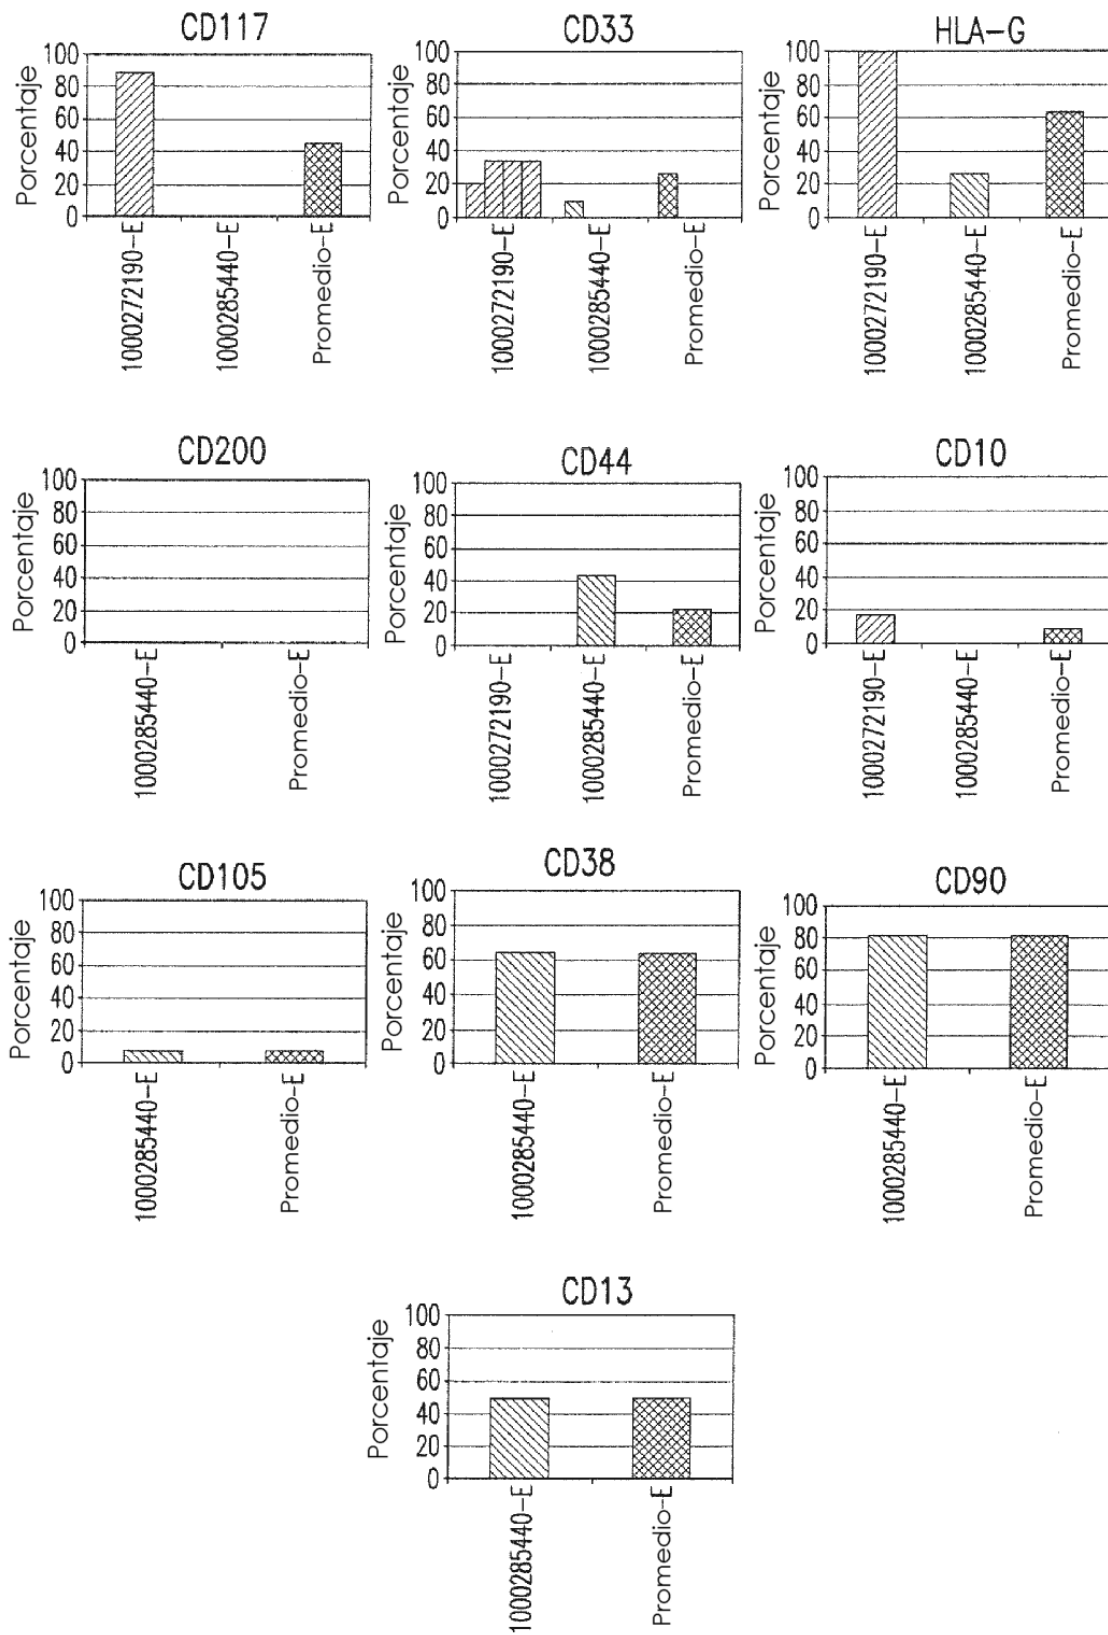 CD117
Porcentaje
100
80
60
40
20
0
1000272190-E
1000285440-E
Promedio-E
CD33
Porcentaje
100
80
60
40
20
0
1000272190-E
1000285440-E
Promedio-E
HLA-G
Porcentaje
100
80
60
40
20
0
1000272190-E
1000285440-E
Promedio-E
CD200
Porcentaje
100
80
60
40
20
0
1000285440-E
Promedio-E
CD44
Porcentaje
100
80
60
40
20
0
1000272190-E
1000285440-E
Promedio-E
CD10
Porcentaje
100
80
60
40
20
0
1000272190-E
1000285440-E
Promedio-E
CD105
Porcentaje
100
80
60
40
20
0
1000285440-E
Promedio-E
CD38
Porcentaje
100
80
60
40
20
0
1000285440-E
Promedio-E
CD90
Porcentaje
100
80
60
40
20
0
1000285440-E
Promedio-E
CD13
Porcentaje
100
80
60
40
20
0
1000285440-E
Promedio-E